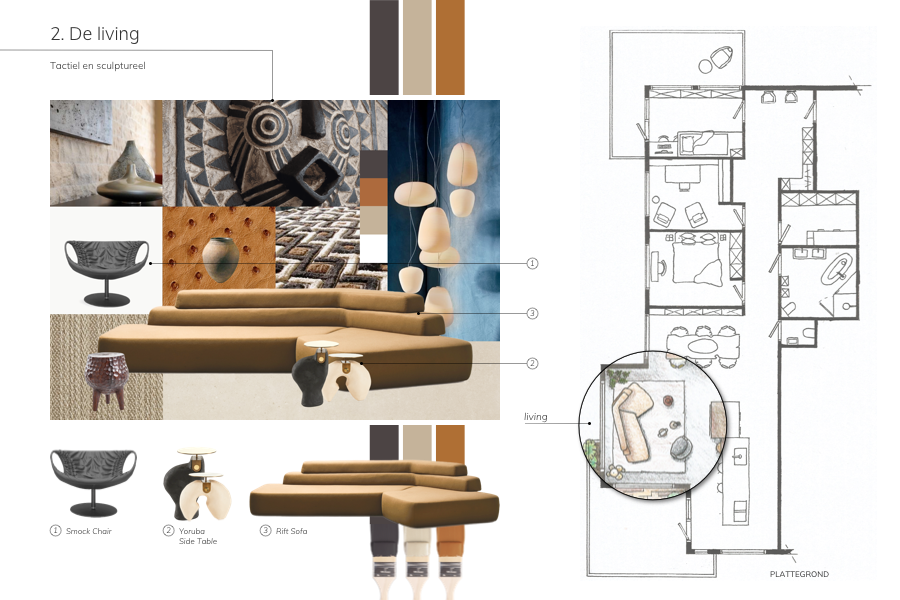 2. De living
Tactiel en sculptureel
1
3
2
living
1 Smock Chair
2 Yoruba
Side Table
3 Rift Sofa
PLATTEGROND